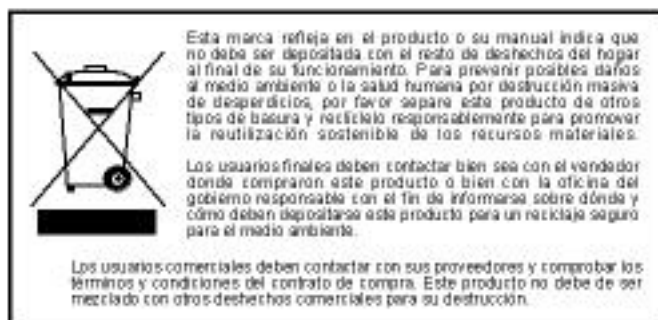 Esta marca refleja en el producto o su manual indica que
no debe ser depositada con el resto de deshechos del hogar
al final de su funcionamiento. Para prevenir posibles daños
al medio ambiente o la salud humana por destrucción masiva
de desperdicios, por favor separe este producto de otros
tipos de basura y recíclelo responsablemente para promover
la reutilización sostenible de los recursos materiales.
Los usuarios finales deben contactar bien sea con el vendedor
donde compraron este producto o bien con la oficina del
gobierno responsable con el fin de informarse sobre dónde y
cómo deben depositarse este producto para un reciclaje seguro
para el medio ambiente.
Los usuarios comerciales deben contactar con sus proveedores y comprobar los
términos y condiciones del contrato de compra. Este producto no debe de ser
mezclado con otros deshechos comerciales para su destrucción.